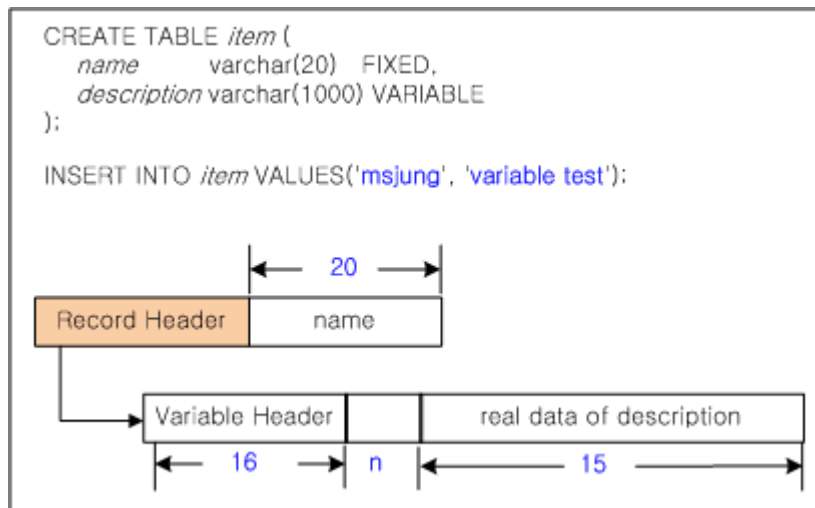 CREATE TABLE item (
name varchar(20) FIXED,
description varchar(1000) VARIABLE
);
INSERT INTO item VALUES('msjung', 'variable test');
20
Record Header name
Variable Header real data of description
16 n 15